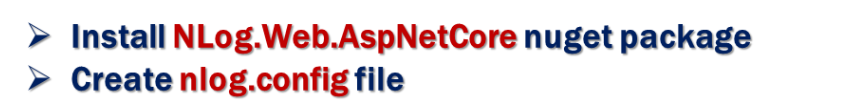 ➢ Install NLog.Web.AspNetCore nuget package
➢ Create nlog.config file